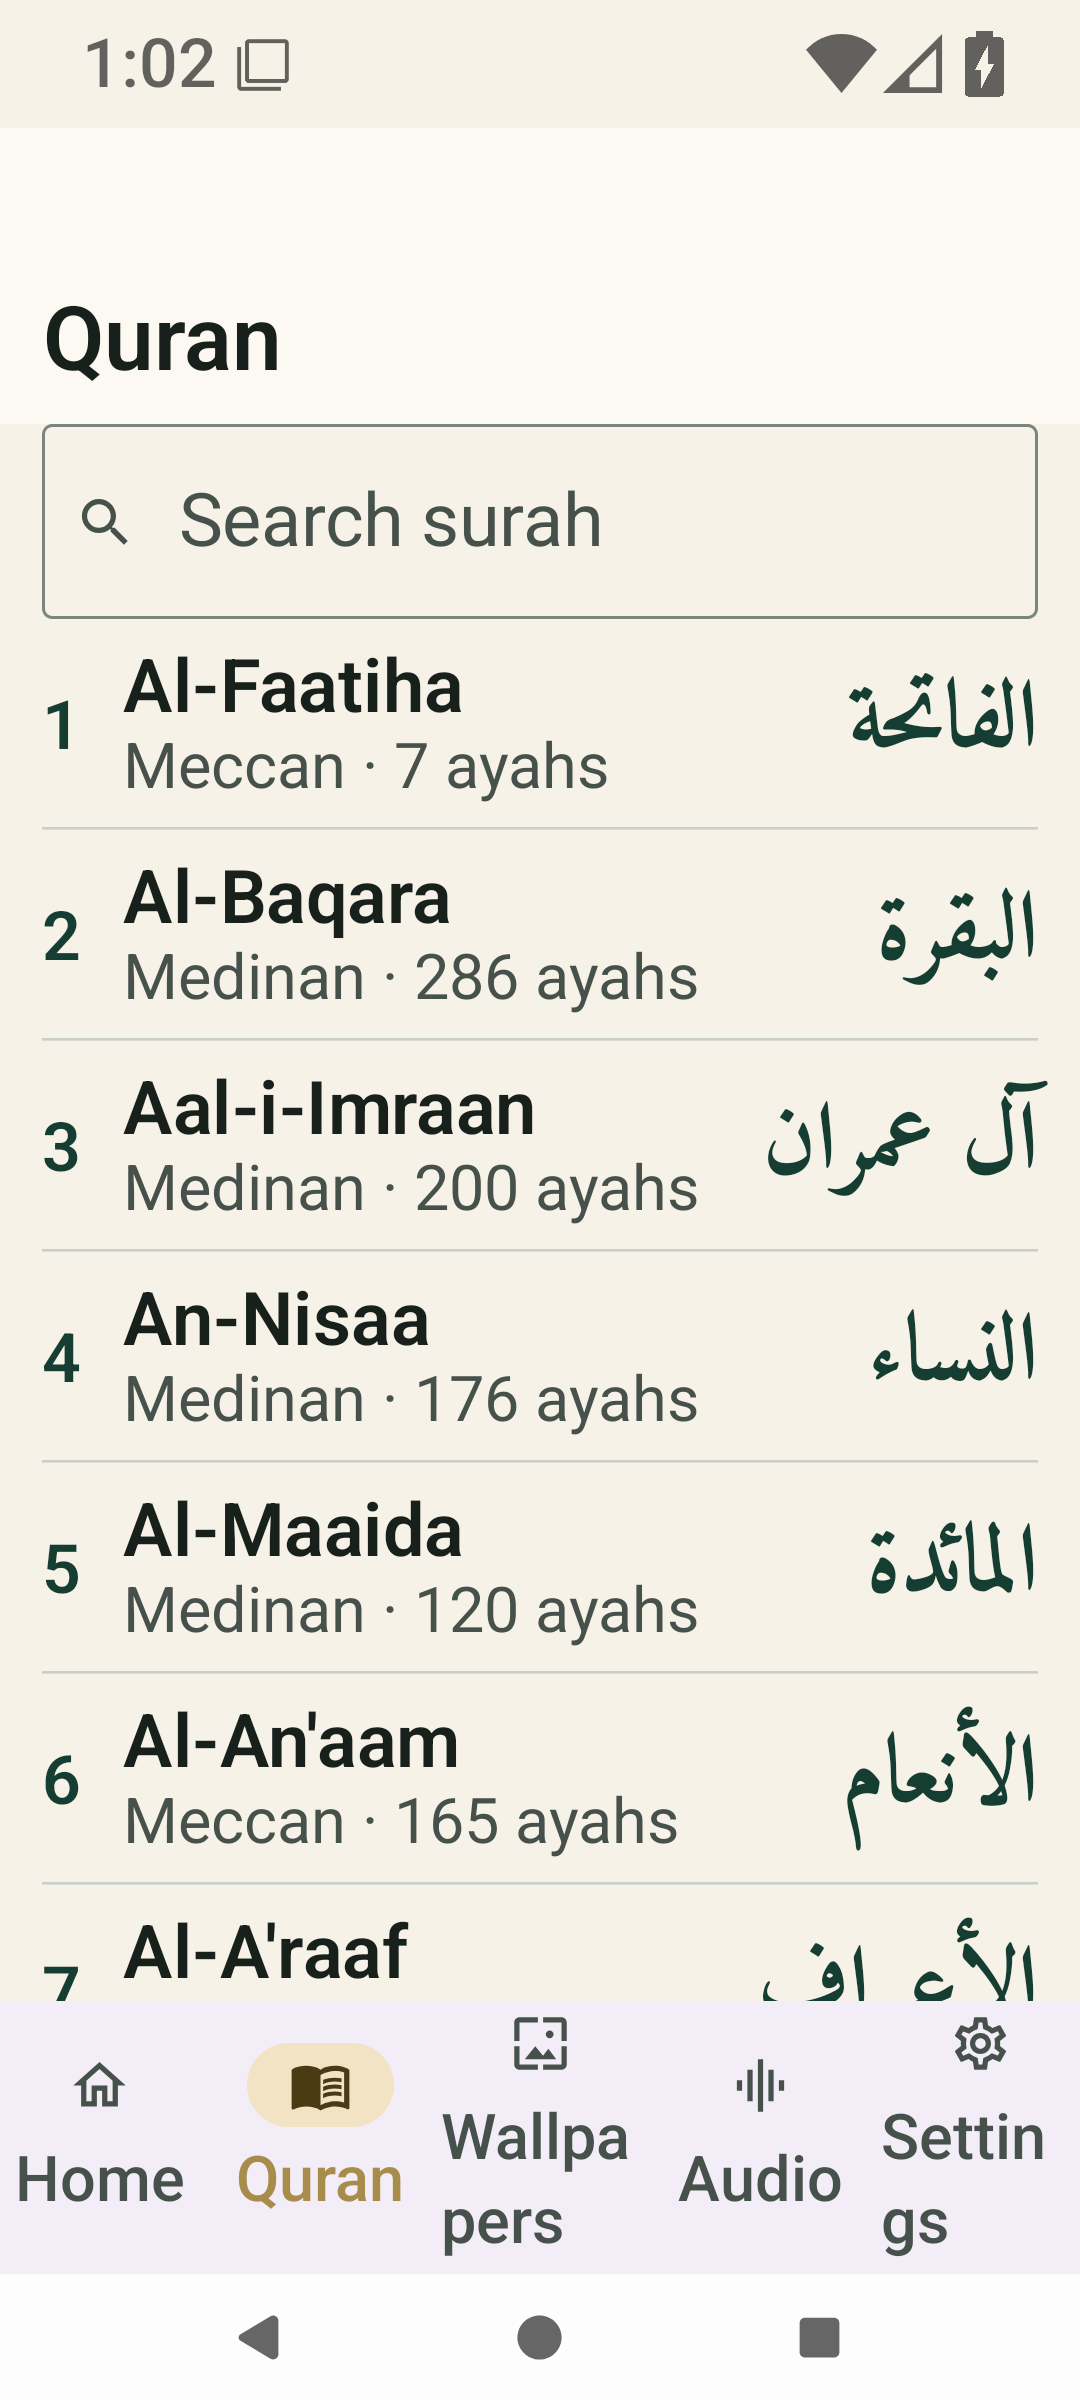 1:02
Quran
Search surah
1 Al-Faatiha الفاتحة
Meccan · 7 ayahs
2 Al-Baqara البقرة
Medinan · 286 ayahs
3 Aal-i-Imraan آل عمران
Medinan · 200 ayahs
4 An-Nisaa النساء
Medinan · 176 ayahs
5 Al-Maaida المائدة
Medinan · 120 ayahs
6 Al-An'aam الأنعام
Meccan · 165 ayahs
7 Al-A'raaf الأعراف
Home
Quran
Wallpa
pers
Audio
Settin
gs